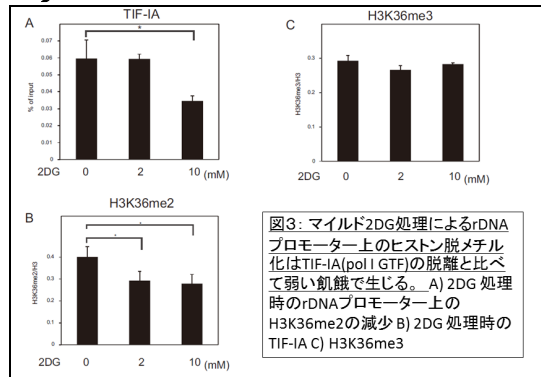 A
TIF-IA
*
0.07
0.06
0.05
0.04
0.03
0.02
0.01
0
% of input
2DG 0 2 10 (mM)
B
H3K36me2
0.4
0.3
0.2
0.1
0
H3K36me2/H3
2DG 0 2 10 (mM)
C
H3K36me3
0.3
0.2
0.1
0
H3K36me3/H3
2DG 0 2 10 (mM)
図3: マイルド2DG処理によるrDNA
プロモーター上のヒストン脱メチル
化はTIF-IA(pol I GTF)の脱離と比べ
て弱い飢餓で生じる。 A) 2DG 処理
時のrDNAプロモーター上の
H3K36me2の減少 B) 2DG 処理時の
TIF-IA C) H3K36me3